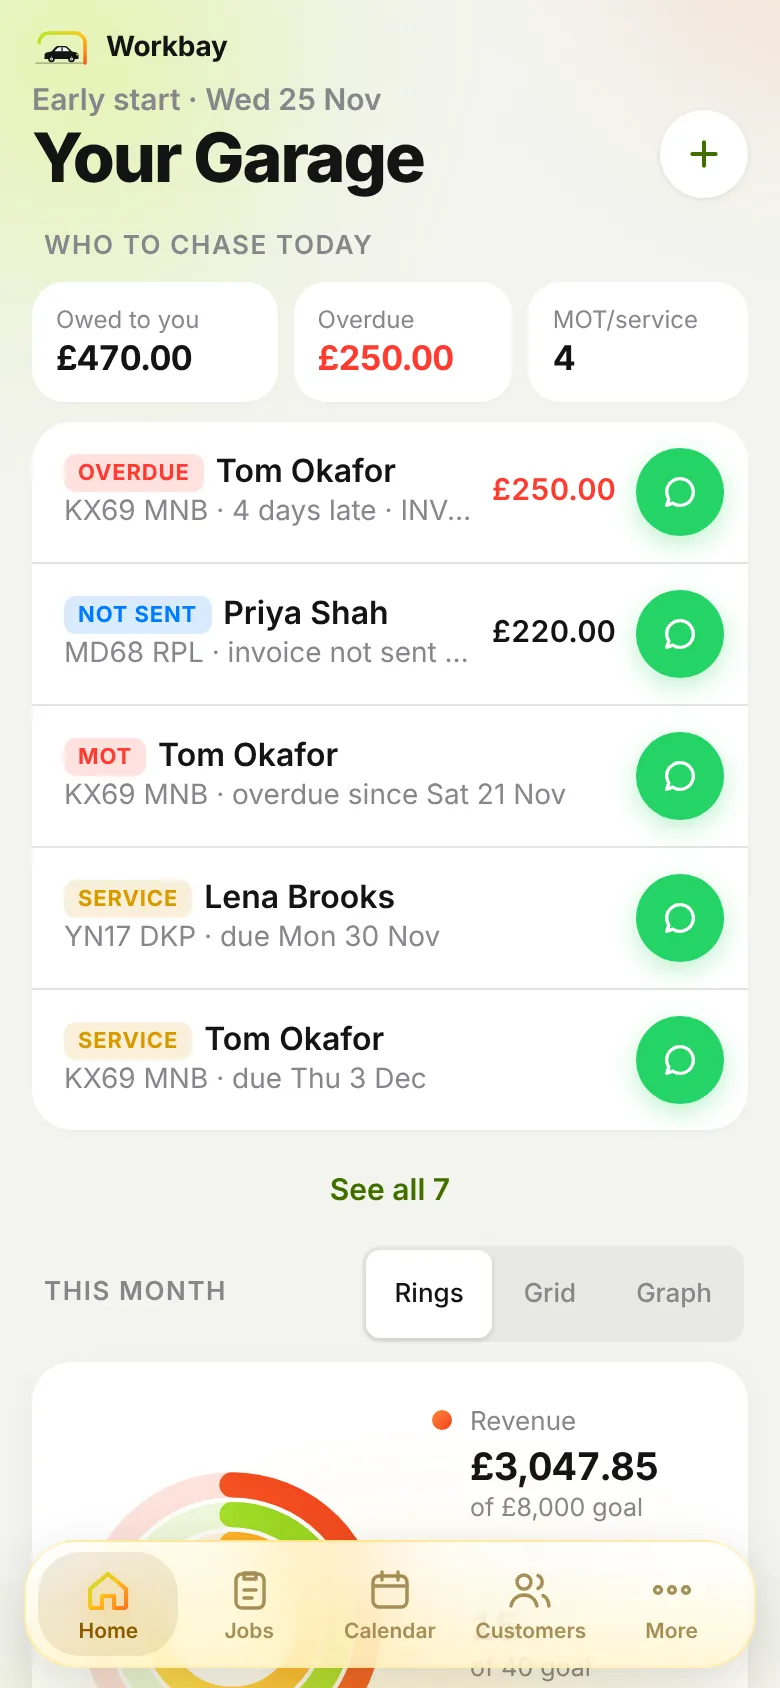 Workbay
Early start · Wed 25 Nov
Your Garage
WHO TO CHASE TODAY
Owed to you
£470.00
Overdue
£250.00
MOT/service
4
OVERDUE Tom Okafor
KX69 MNB · 4 days late · INV...
£250.00
NOT SENT Priya Shah
MD68 RPL · invoice not sent ...
£220.00
MOT Tom Okafor
KX69 MNB · overdue since Sat 21 Nov
SERVICE Lena Brooks
YN17 DKP · due Mon 30 Nov
SERVICE Tom Okafor
KX69 MNB · due Thu 3 Dec
See all 7
THIS MONTH
Rings Grid Graph
Revenue
£3,047.85
of £8,000 goal
of 40 goal
Home Jobs Calendar Customers More